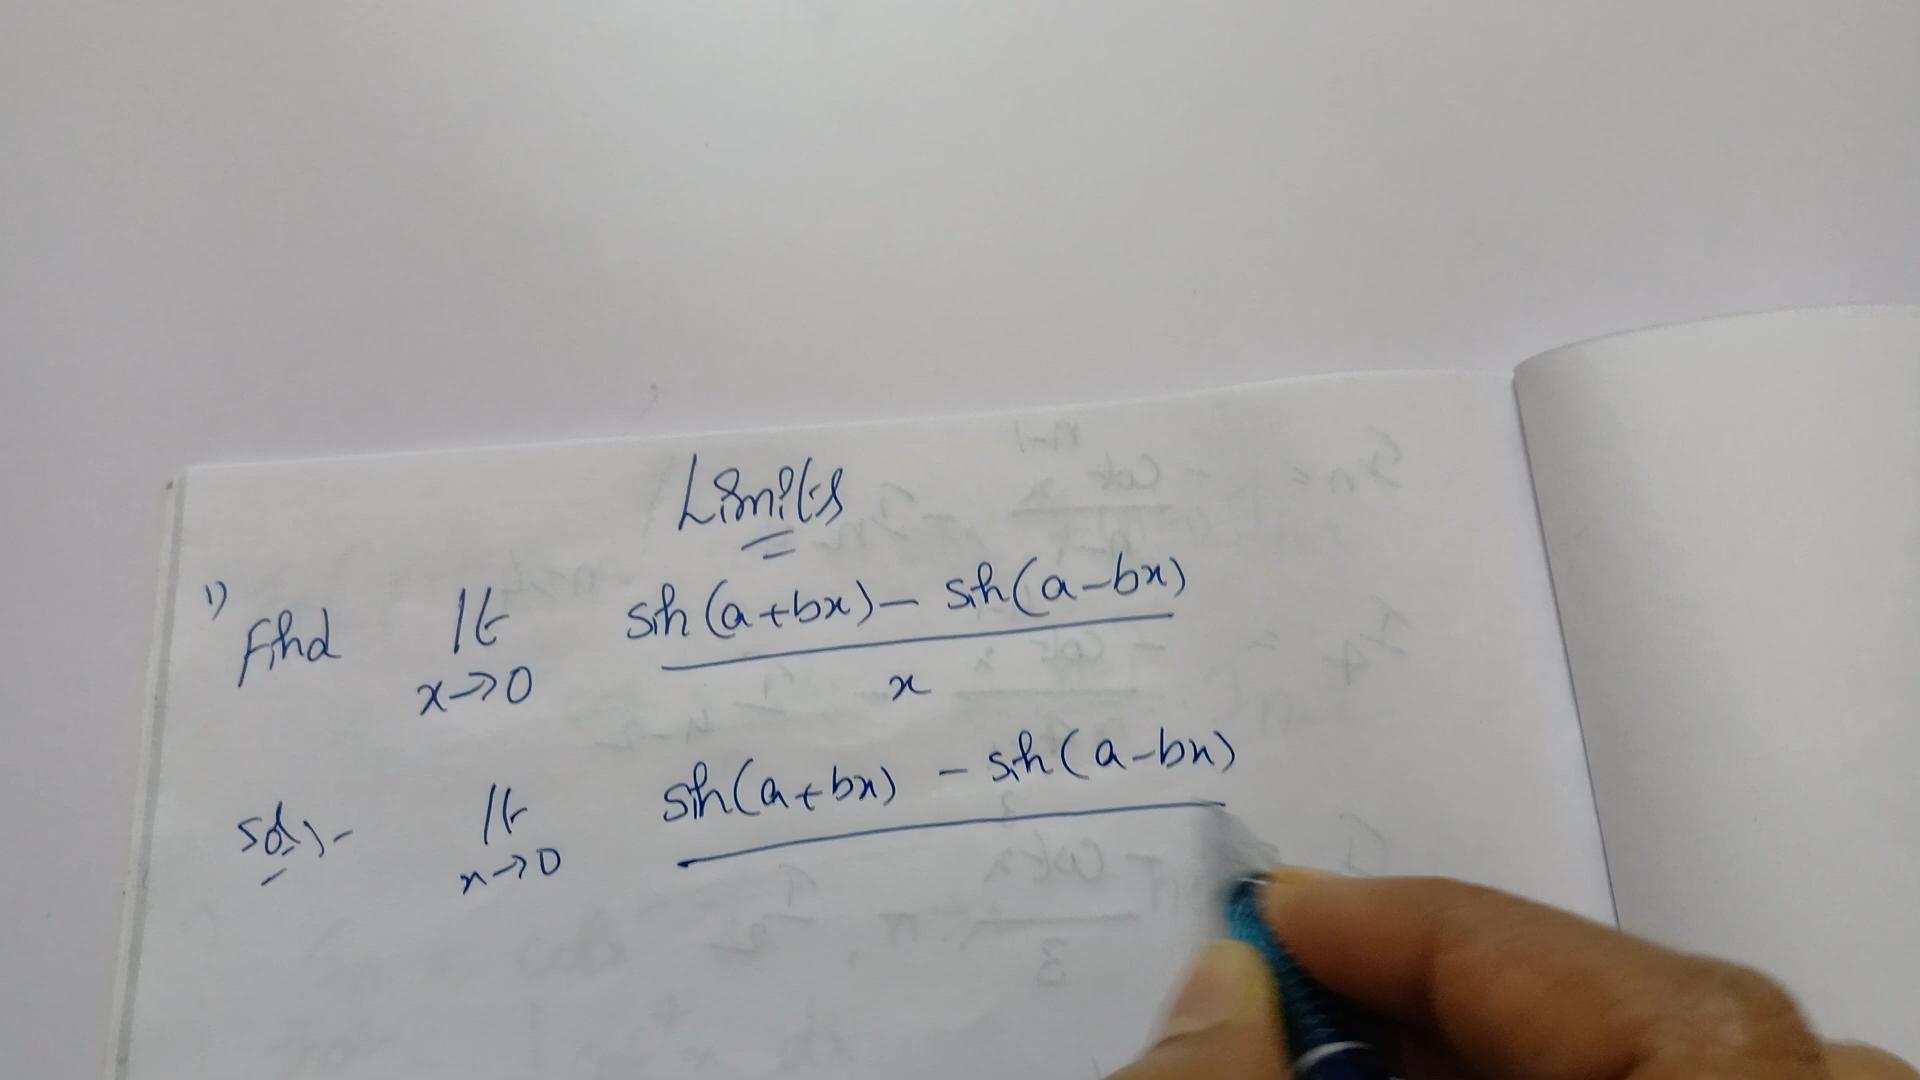 Limits
1) Find lt x→0 sin(a+bx) - sin(a-bx) / x
Sol:- lt x→0 sin(a+bx) - sin(a-bx)